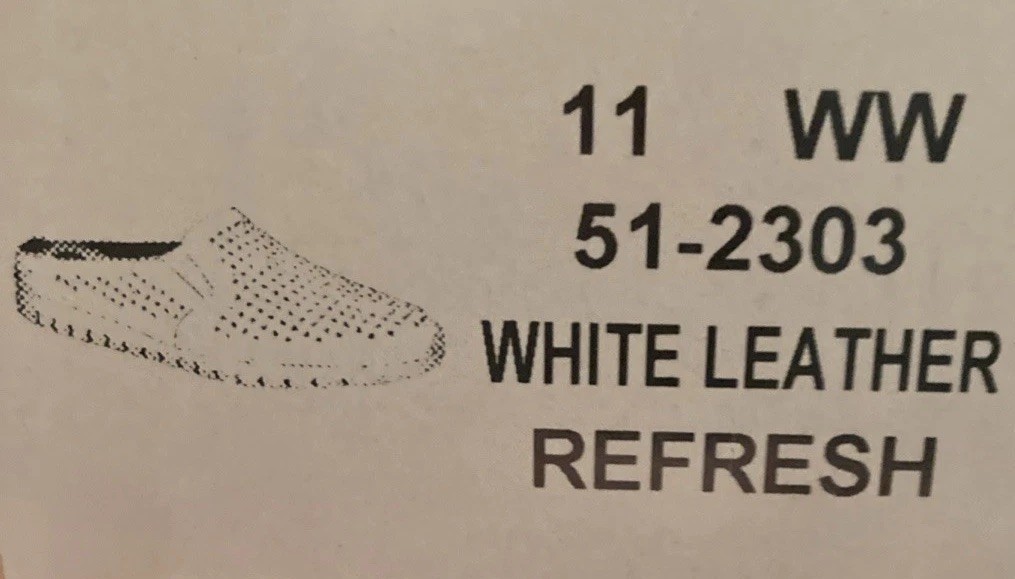 11 WW
51-2303
WHITE LEATHER
REFRESH